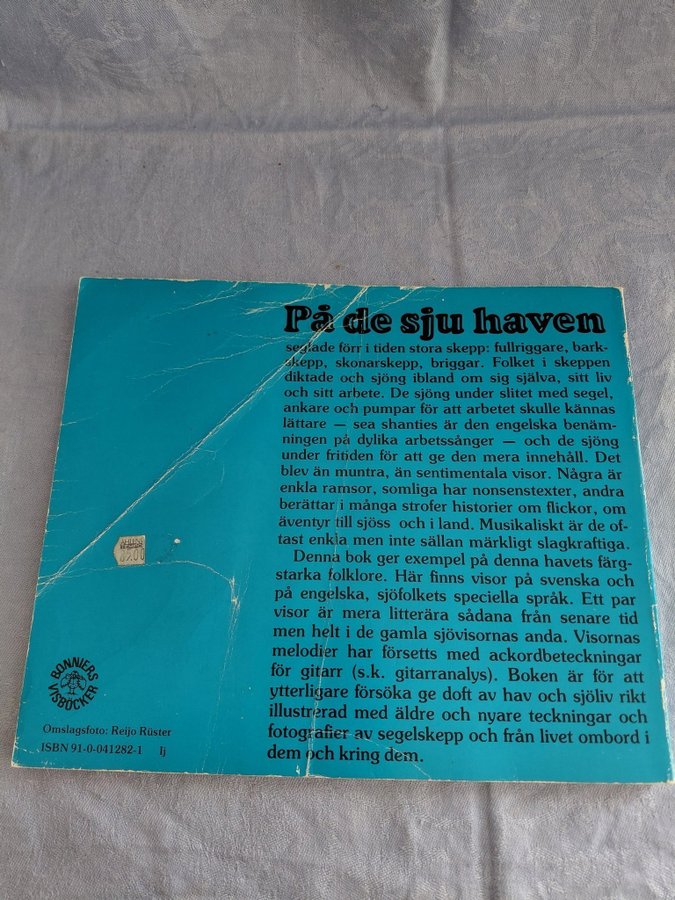 På de sju haven
seglade förr i tiden stora skepp: fullriggare, bark-
skepp, skonarskepp, briggar. Folket i skeppen
diktade och sjöng ibland om sig själva, sitt liv
och sitt arbete. De sjöng under slitet med segel,
ankare och pumpar för att arbetet skulle kännas
lättare — sea shanties är den engelska benäm-
ningen på dylika arbetssånger — och de sjöng
under fritiden för att ge den mera innehåll. Det
blev än muntra, än sentimentala visor. Några är
enkla ramsor, somliga har nonsenstexter, andra
berättar i många strofer historier om flickor, om
äventyr till sjöss och i land. Musikaliskt är de of-
tast enkla men inte sällan märkligt slagkraftiga.
Denna bok ger exempel på denna havets färg-
starka folklore. Här finns visor på svenska och
på engelska, sjöfolkets speciella språk. Ett par
visor är mera litterära sådana från senare tid
men helt i de gamla sjövisornas anda. Visornas
melodier har försetts med ackordbeteckningar
för gitarr (s.k. gitarranalys). Boken är för att
ytterligare försöka ge doft av hav och sjöliv rikt
illustrerad med äldre och nyare teckningar och
fotografier av segelskepp och från livet ombord i
dem och kring dem.
BONNIERS
VISBÖCKER
Omslagsfoto: Reijo Rüster
ISBN 91-0-041282-1 Ij